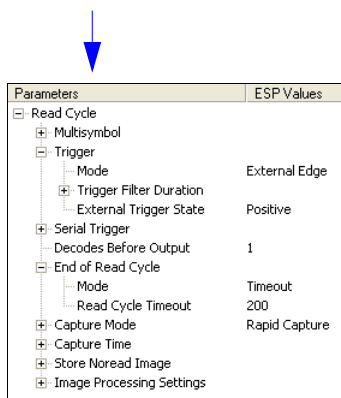 Parameters ESP Values
Read Cycle
Multisymbol
Trigger
Mode External Edge
Trigger Filter Duration
External Trigger State Positive
Serial Trigger
Decodes Before Output 1
End of Read Cycle
Mode Timeout
Read Cycle Timeout 200
Capture Mode Rapid Capture
Capture Time
Store Noread Image
Image Processing Settings